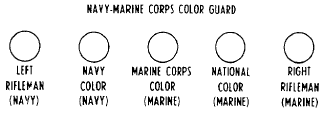 NAVY-MARINE CORPS COLOR GUARD
LEFT RIFLEMAN (NAVY)
NAVY COLOR (NAVY)
MARINE CORPS COLOR (MARINE)
NATIONAL COLOR (MARINE)
RIGHT RIFLEMAN (MARINE)